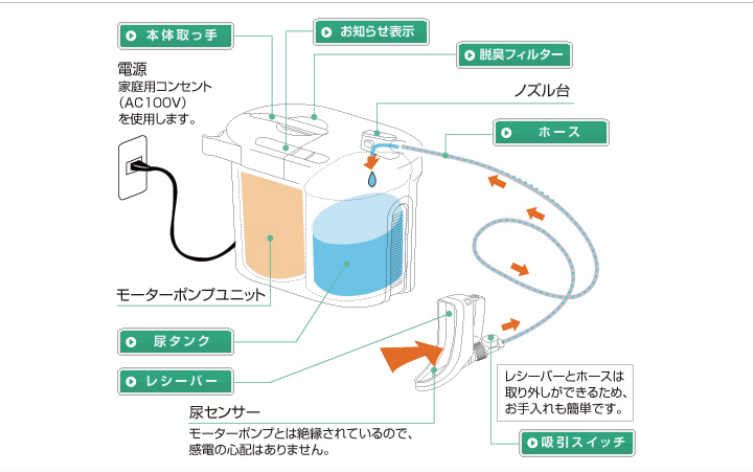 本体取っ手
お知らせ表示
脱臭フィルター
電源
家庭用コンセント
(AC100V)
を使用します。
ノズル台
ホース
モーターポンプユニット
尿タンク
レシーバー
尿センサー
モーターポンプとは絶縁されているので、
感電の心配はありません。
レシーバーとホースは
取り外しができるため、
お手入れも簡単です。
吸引スイッチ